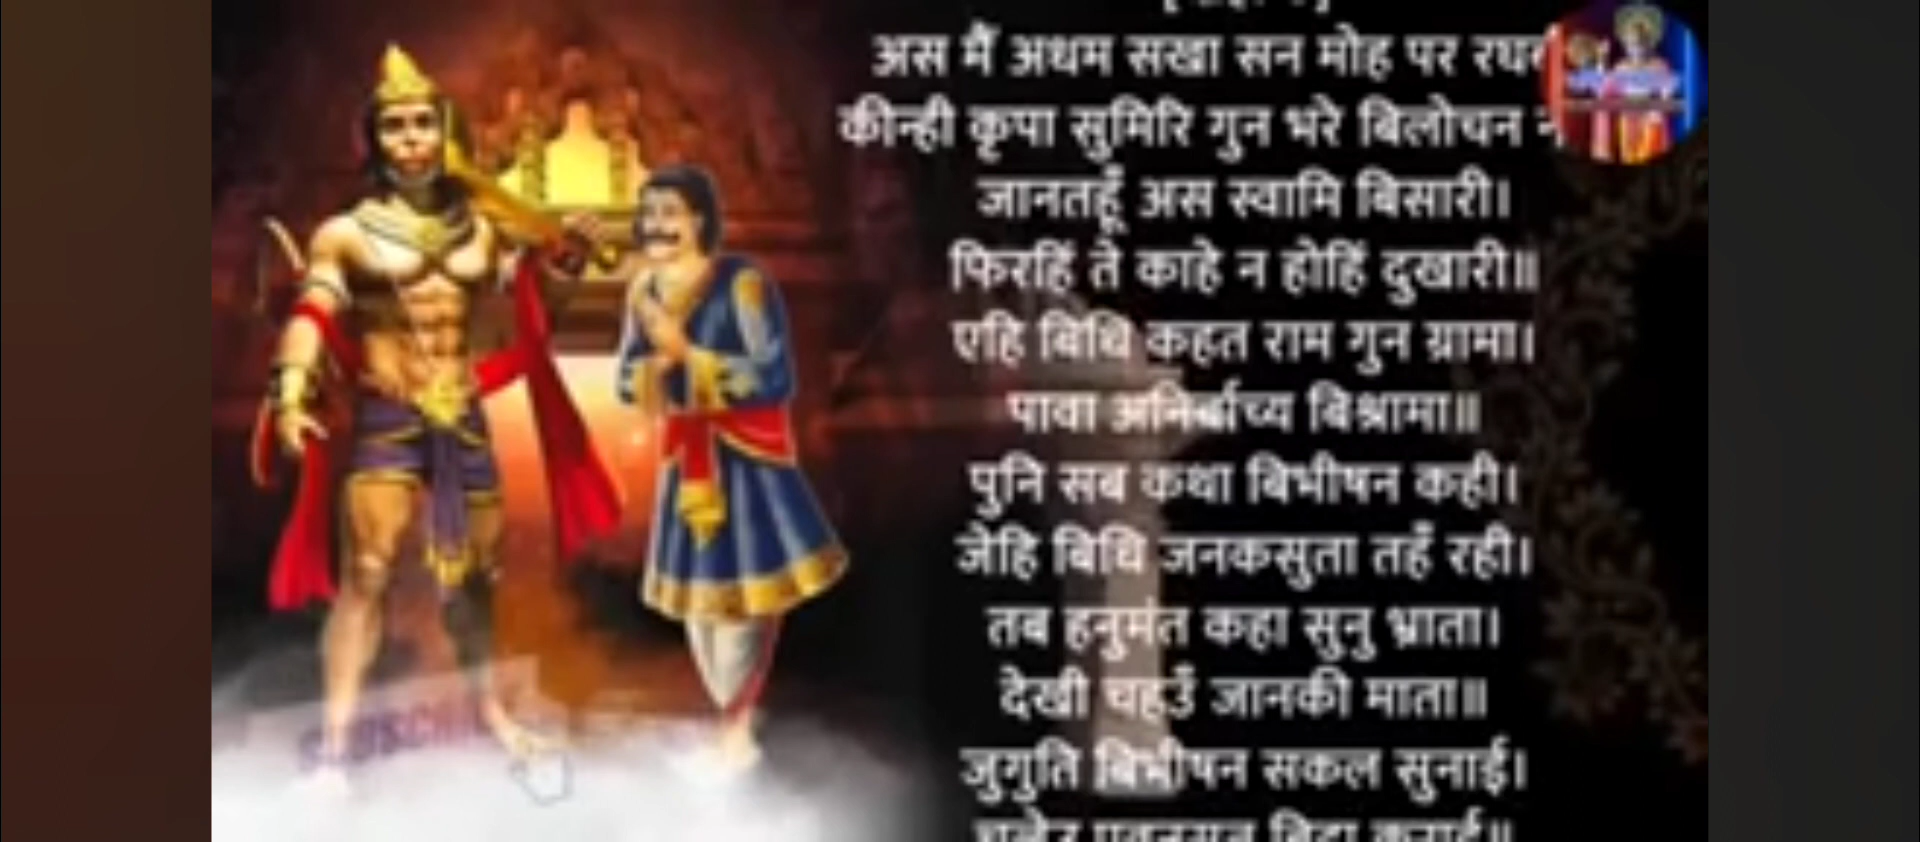 अस मैं अधम सखा सन मोह पर
कीन्ही कृपा सुमिरि गुन भरे बिलोचन
जानतहूँ अस स्वामि बिसारी।
फिरहिं ते काहे न होहिं दुखारी॥
एहि बिधि कहत राम गुन ग्रामा।
पावा अनिर्बाच्य बिश्रामा॥
पुनि सब कथा बिभीषन कही।
जेहि बिधि जनकसुता तहँ रही।
तब हनुमंत कहा सुनु भ्राता।
देखी चहउँ जानकी माता॥
जुगुति बिभीषन सकल सुनाई।